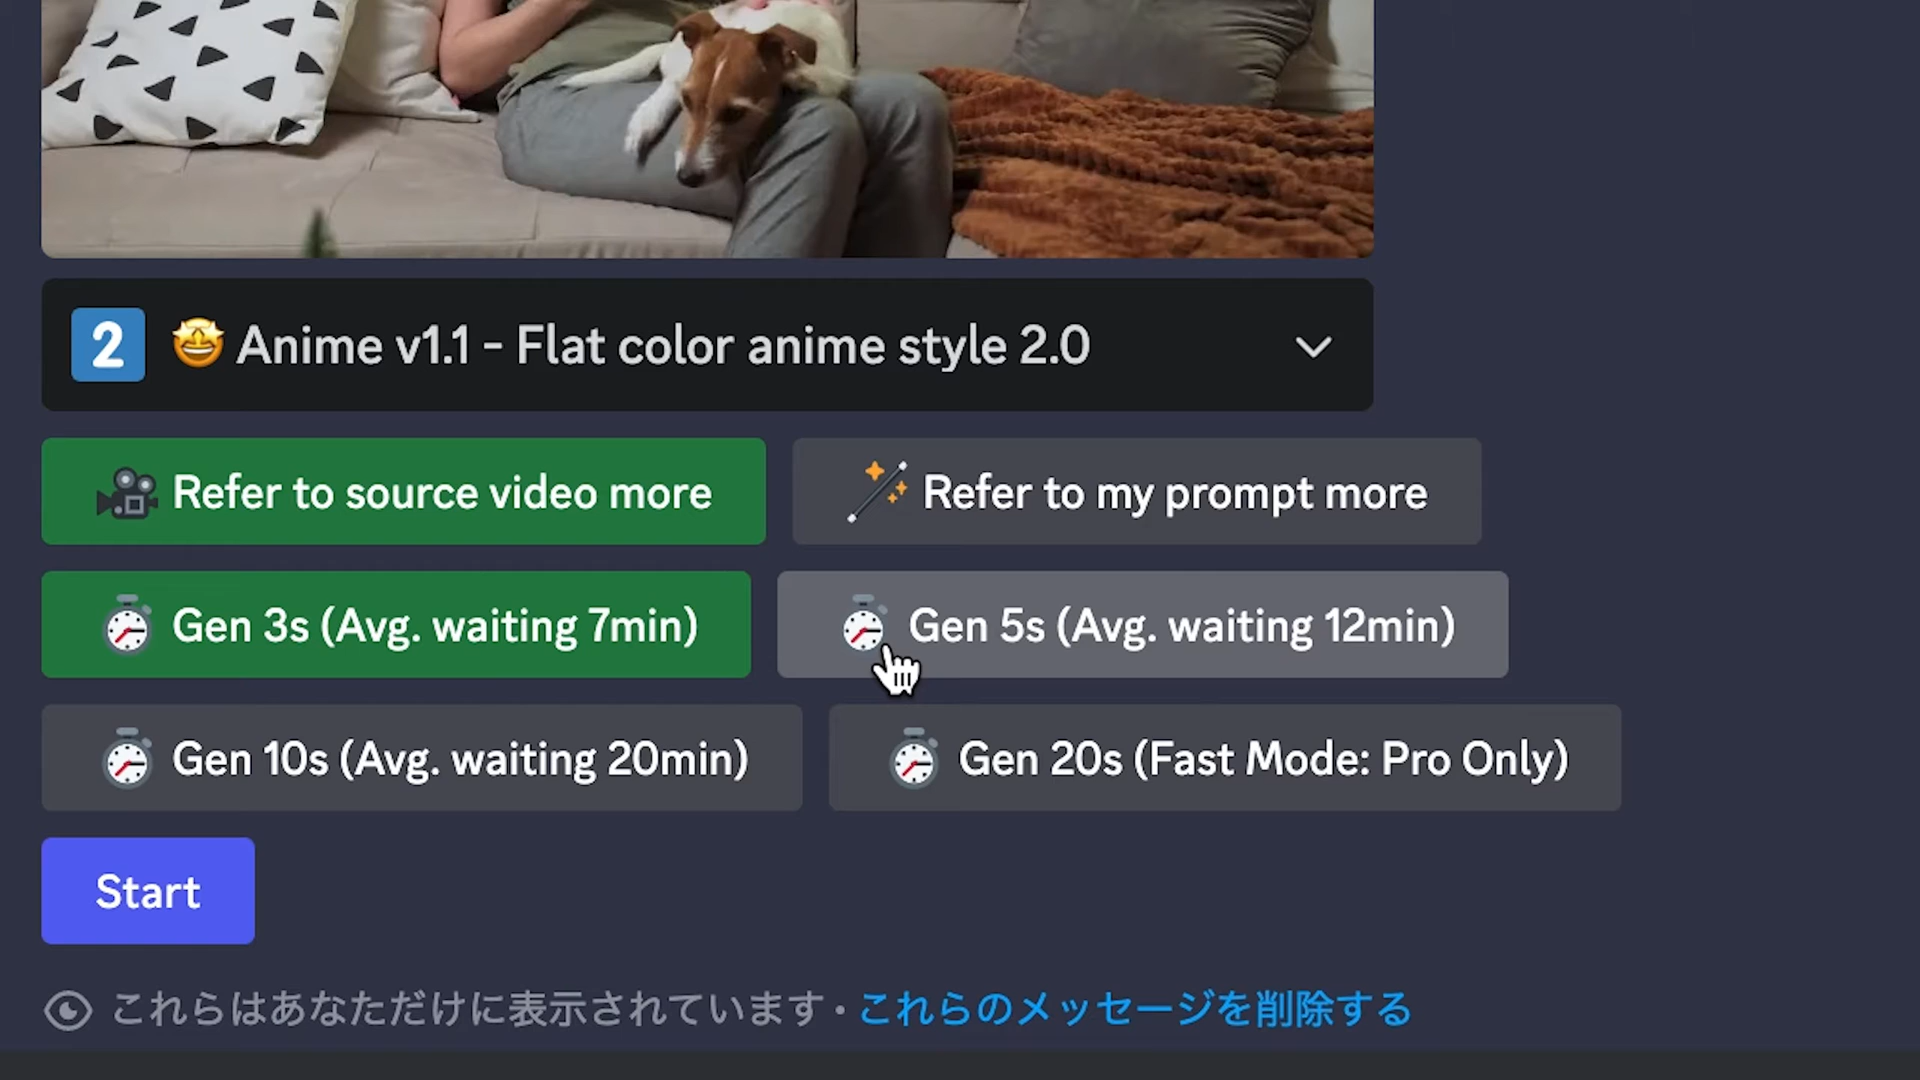 2 🤩 Anime v1.1 - Flat color anime style 2.0
Refer to source video more
Refer to my prompt more
Gen 3s (Avg. waiting 7min)
Gen 5s (Avg. waiting 12min)
Gen 10s (Avg. waiting 20min)
Gen 20s (Fast Mode: Pro Only)
Start
これらはあなただけに表示されています・これらのメッセージを削除する